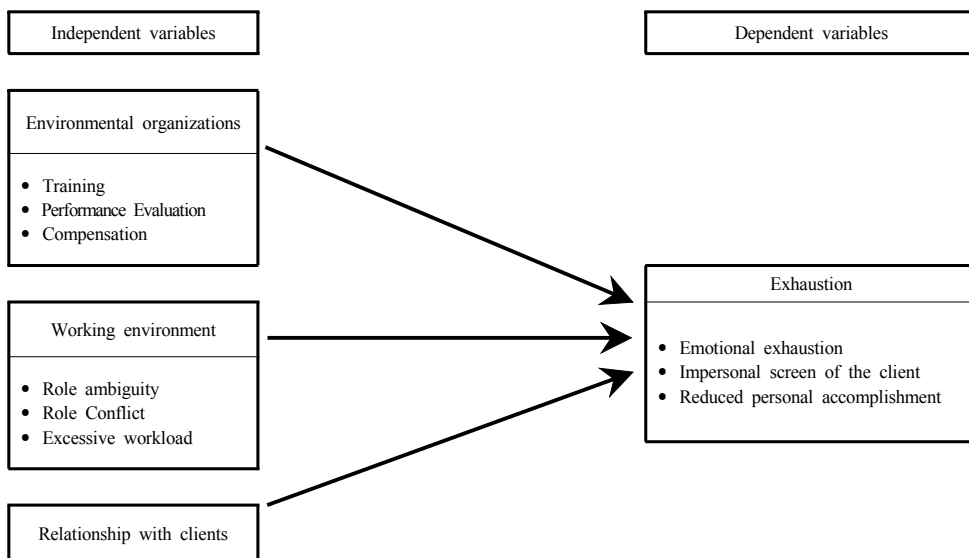 Independent variables
Dependent variables
Environmental organizations
• Training
• Performance Evaluation
• Compensation
Working environment
• Role ambiguity
• Role Conflict
• Excessive workload
Relationship with clients
Exhaustion
• Emotional exhaustion
• Impersonal screen of the client
• Reduced personal accomplishment